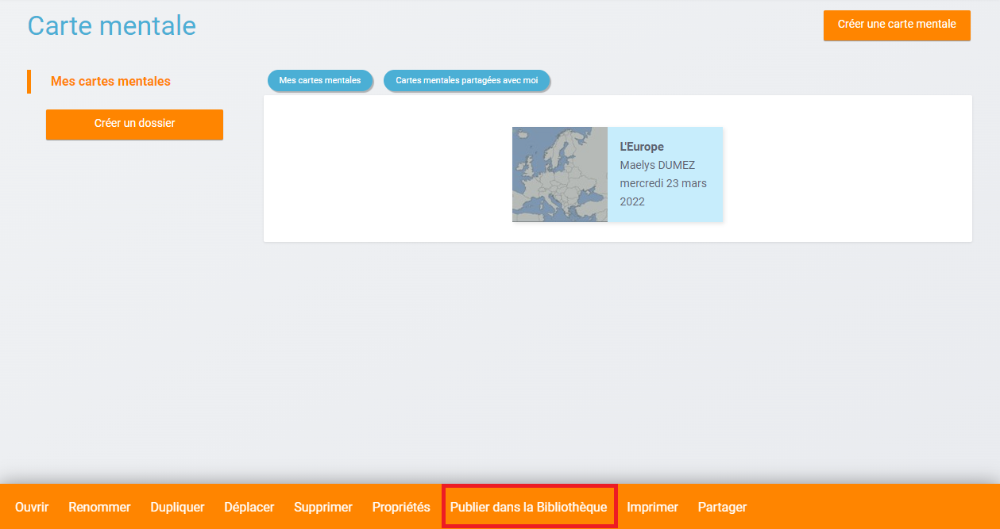 Carte mentale
Créer une carte mentale
Mes cartes mentales
Créer un dossier
Mes cartes mentales
Cartes mentales partagées avec moi
L'Europe
Maelys DUMEZ
mercredi 23 mars
2022
Ouvrir Renommer Dupliquer Déplacer Supprimer Propriétés Publier dans la Bibliothèque Imprimer Partager